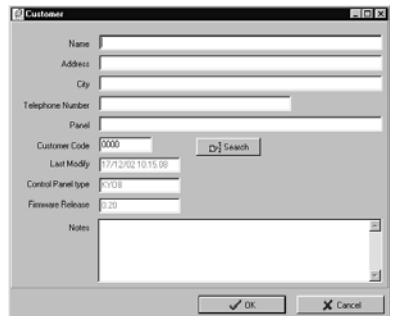 Customer
Name
Address
City
Telephone Number
Panel
Customer Code 0000 Search
Last Modify 17/12/02 10.15.08
Control Panel type KYO8
Firmware Release 0.20
Notes
OK Cancel